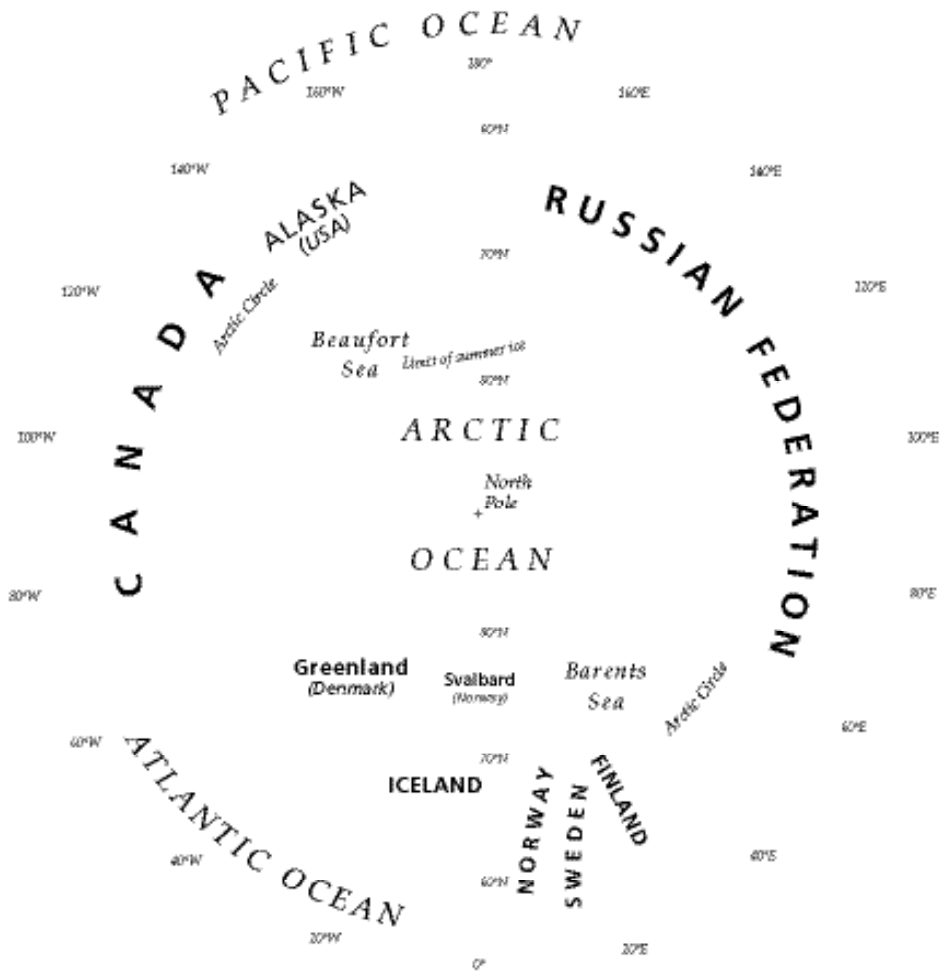 PACIFIC OCEAN
180°
160°W
160°E
60°N
140°W
140°E
ALASKA
(USA)
RUSSIAN FEDERATION
70°N
120°W
120°E
Arctic Circle
CANADA
Beaufort
Sea
Limit of summer ice
80°N
ARCTIC
100°W
100°E
North
Pole
+
OCEAN
80°W
80°E
80°N
Greenland
(Denmark)
Svalbard
(Norway)
Barents
Sea
Arctic Circle
60°W
60°E
ATLANTIC OCEAN
70°N
ICELAND
NORWAY
SWEDEN
FINLAND
40°W
40°E
60°N
20°W
20°E
0°